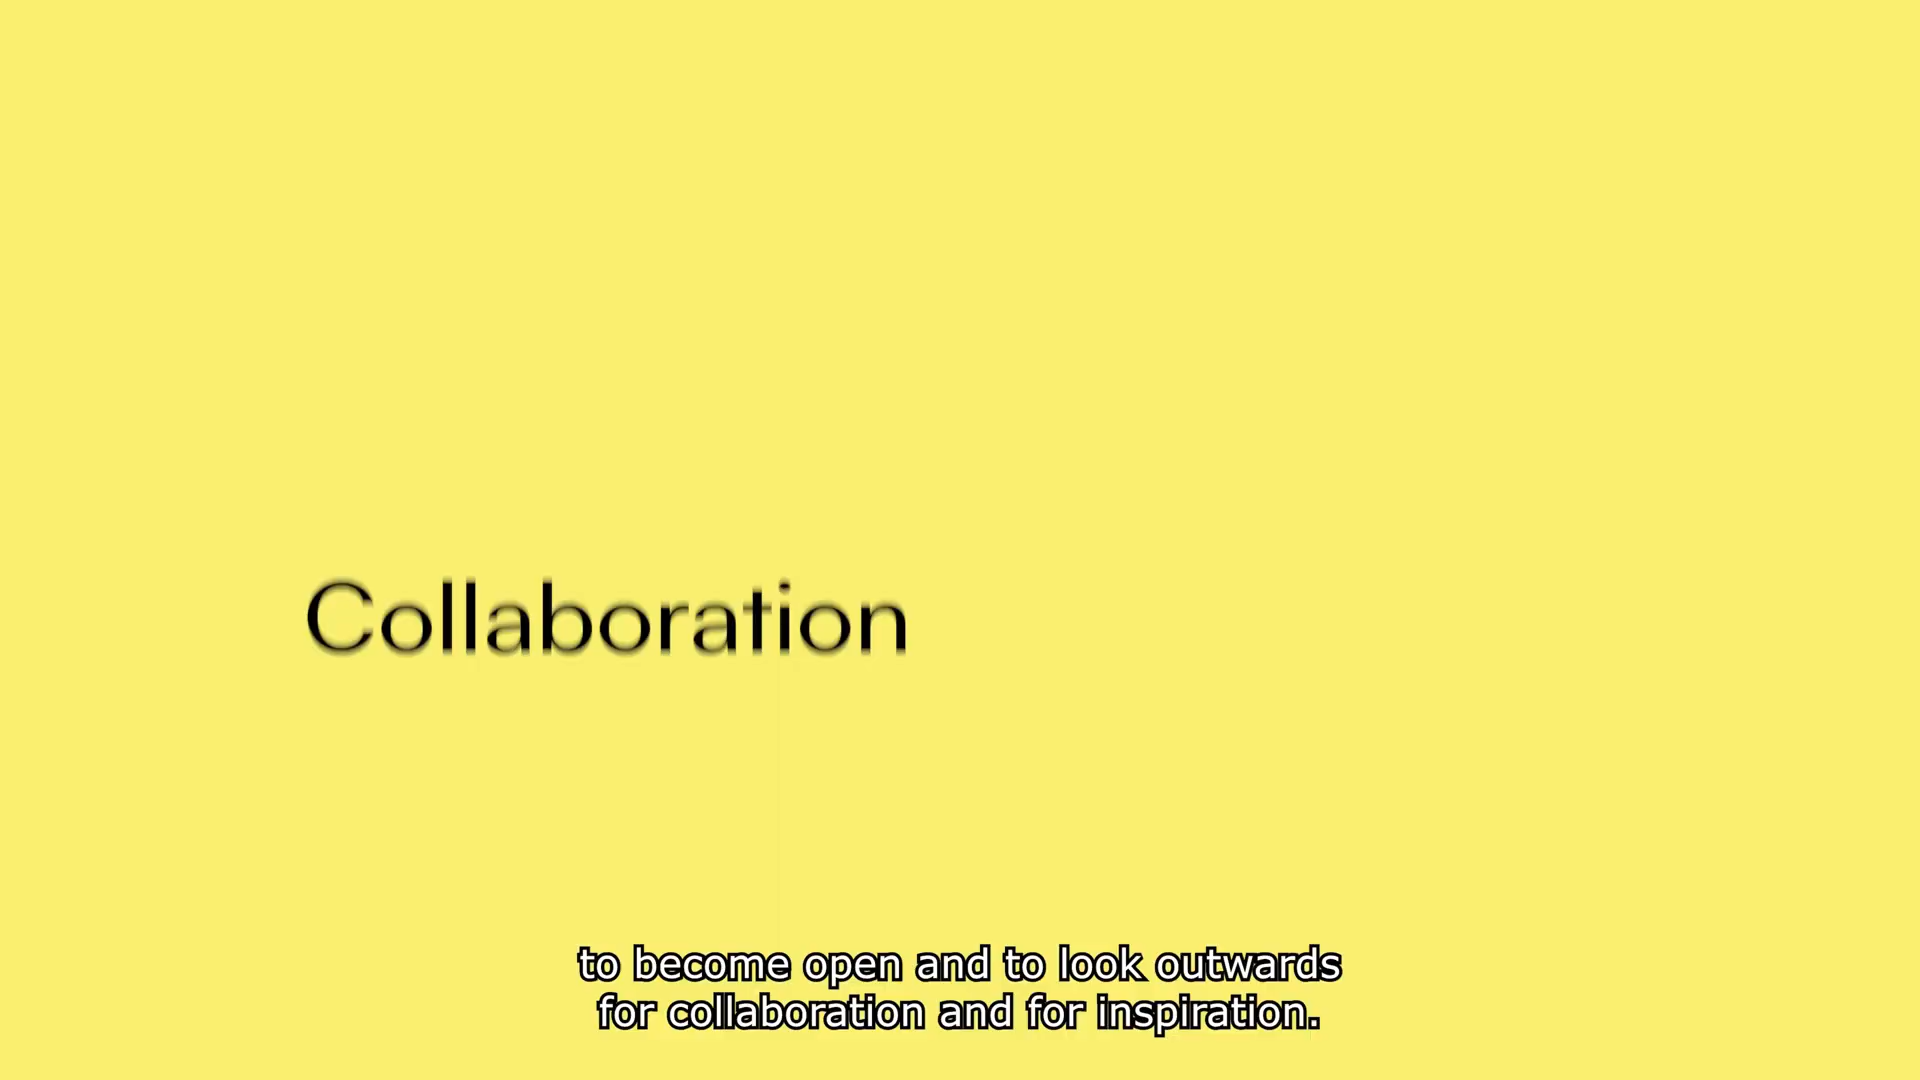 Collaboration
to become open and to look outwards
for collaboration and for inspiration.